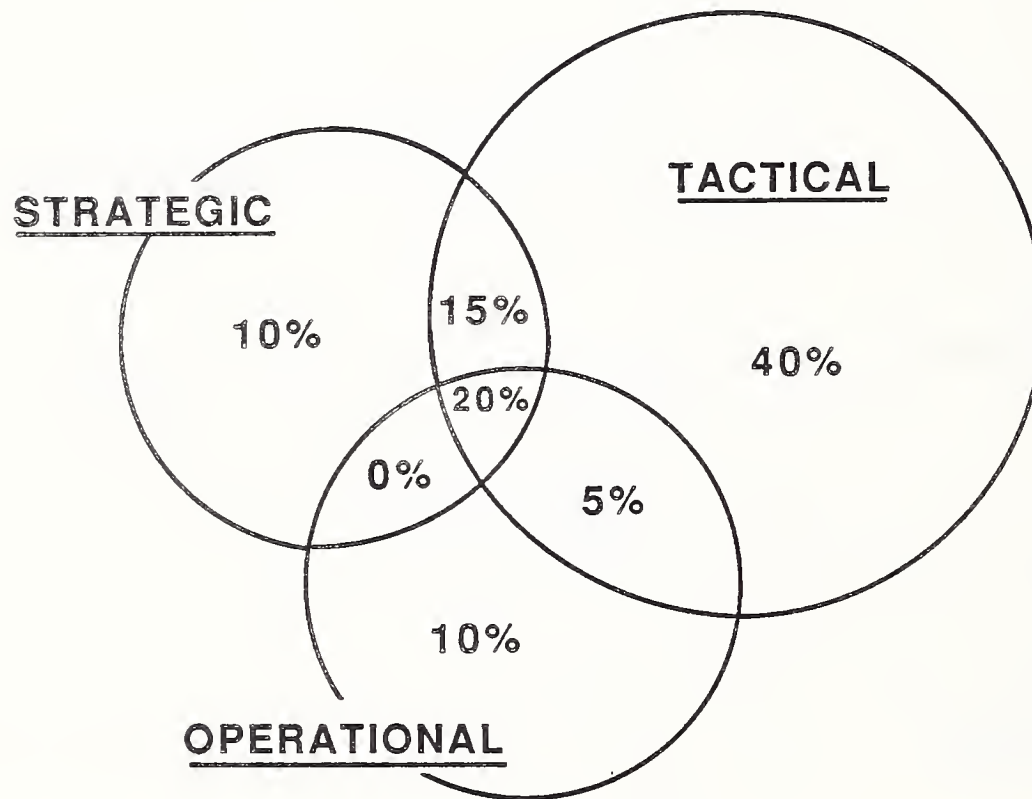 TACTICAL
STRATEGIC
15%
10%
40%
20%
0%
5%
10%
OPERATIONAL